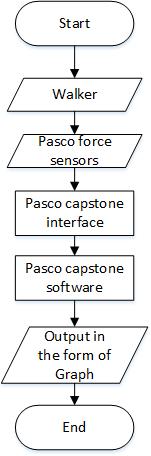 Start
Walker
Pasco force
sensors
Pasco capstone
interface
Pasco capstone
software
Output in
the form of
Graph
End